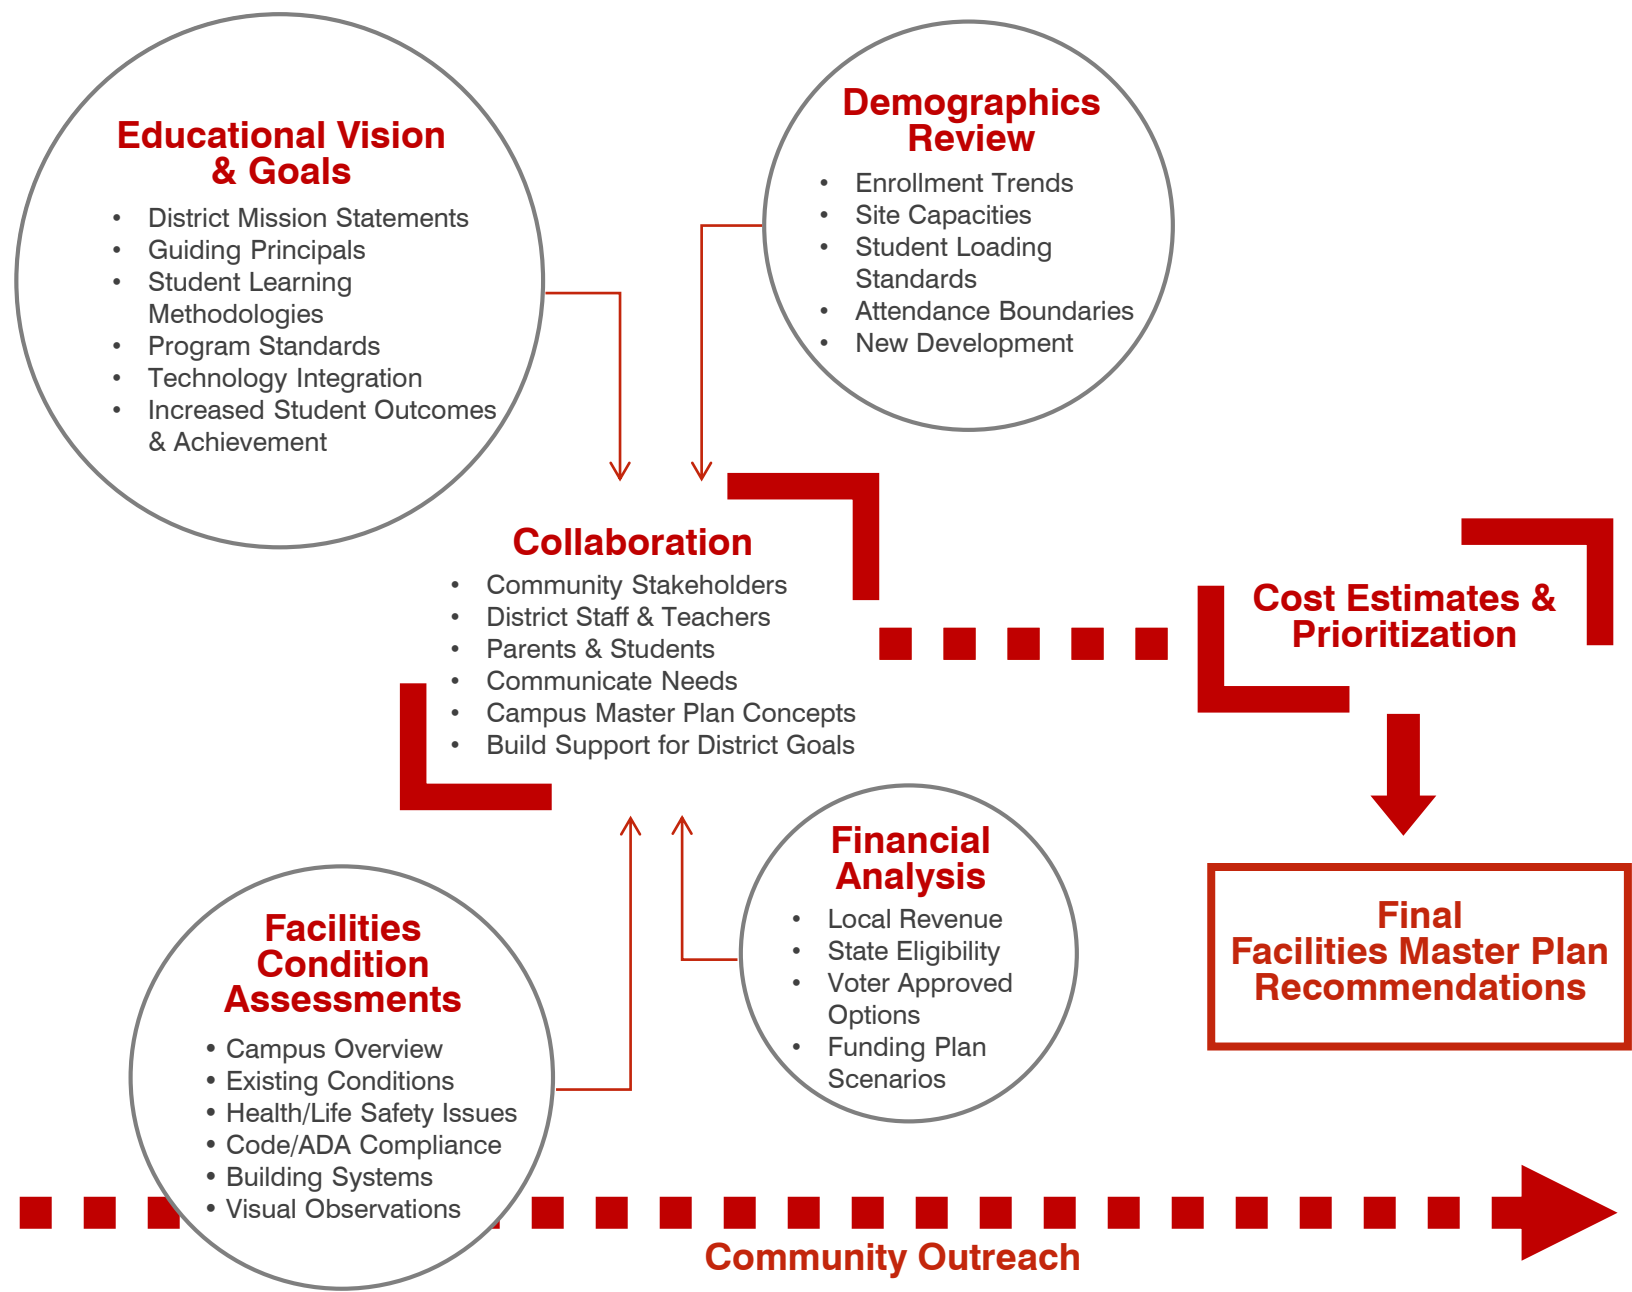 Educational Vision
& Goals
• District Mission Statements
• Guiding Principals
• Student Learning
Methodologies
• Program Standards
• Technology Integration
• Increased Student Outcomes
& Achievement
Demographics
Review
• Enrollment Trends
• Site Capacities
• Student Loading
Standards
• Attendance Boundaries
• New Development
Collaboration
• Community Stakeholders
• District Staff & Teachers
• Parents & Students
• Communicate Needs
• Campus Master Plan Concepts
• Build Support for District Goals
Cost Estimates &
Prioritization
Facilities
Condition
Assessments
• Campus Overview
• Existing Conditions
• Health/Life Safety Issues
• Code/ADA Compliance
• Building Systems
• Visual Observations
Financial
Analysis
• Local Revenue
• State Eligibility
• Voter Approved
Options
• Funding Plan
Scenarios
Final
Facilities Master Plan
Recommendations
Community Outreach